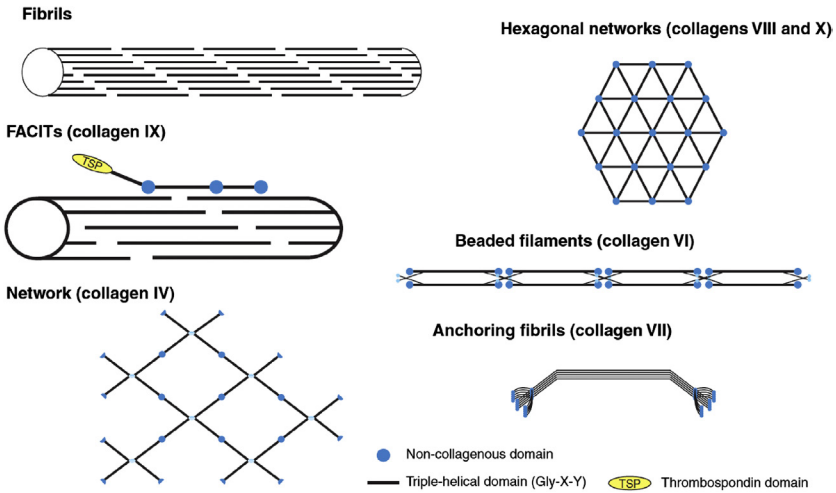 Fibrils
Hexagonal networks (collagens VIII and X)
FACITs (collagen IX)
TSP
Beaded filaments (collagen VI)
Network (collagen IV)
Anchoring fibrils (collagen VII)
Non-collagenous domain
Triple-helical domain (Gly-X-Y)
TSP Thrombospondin domain